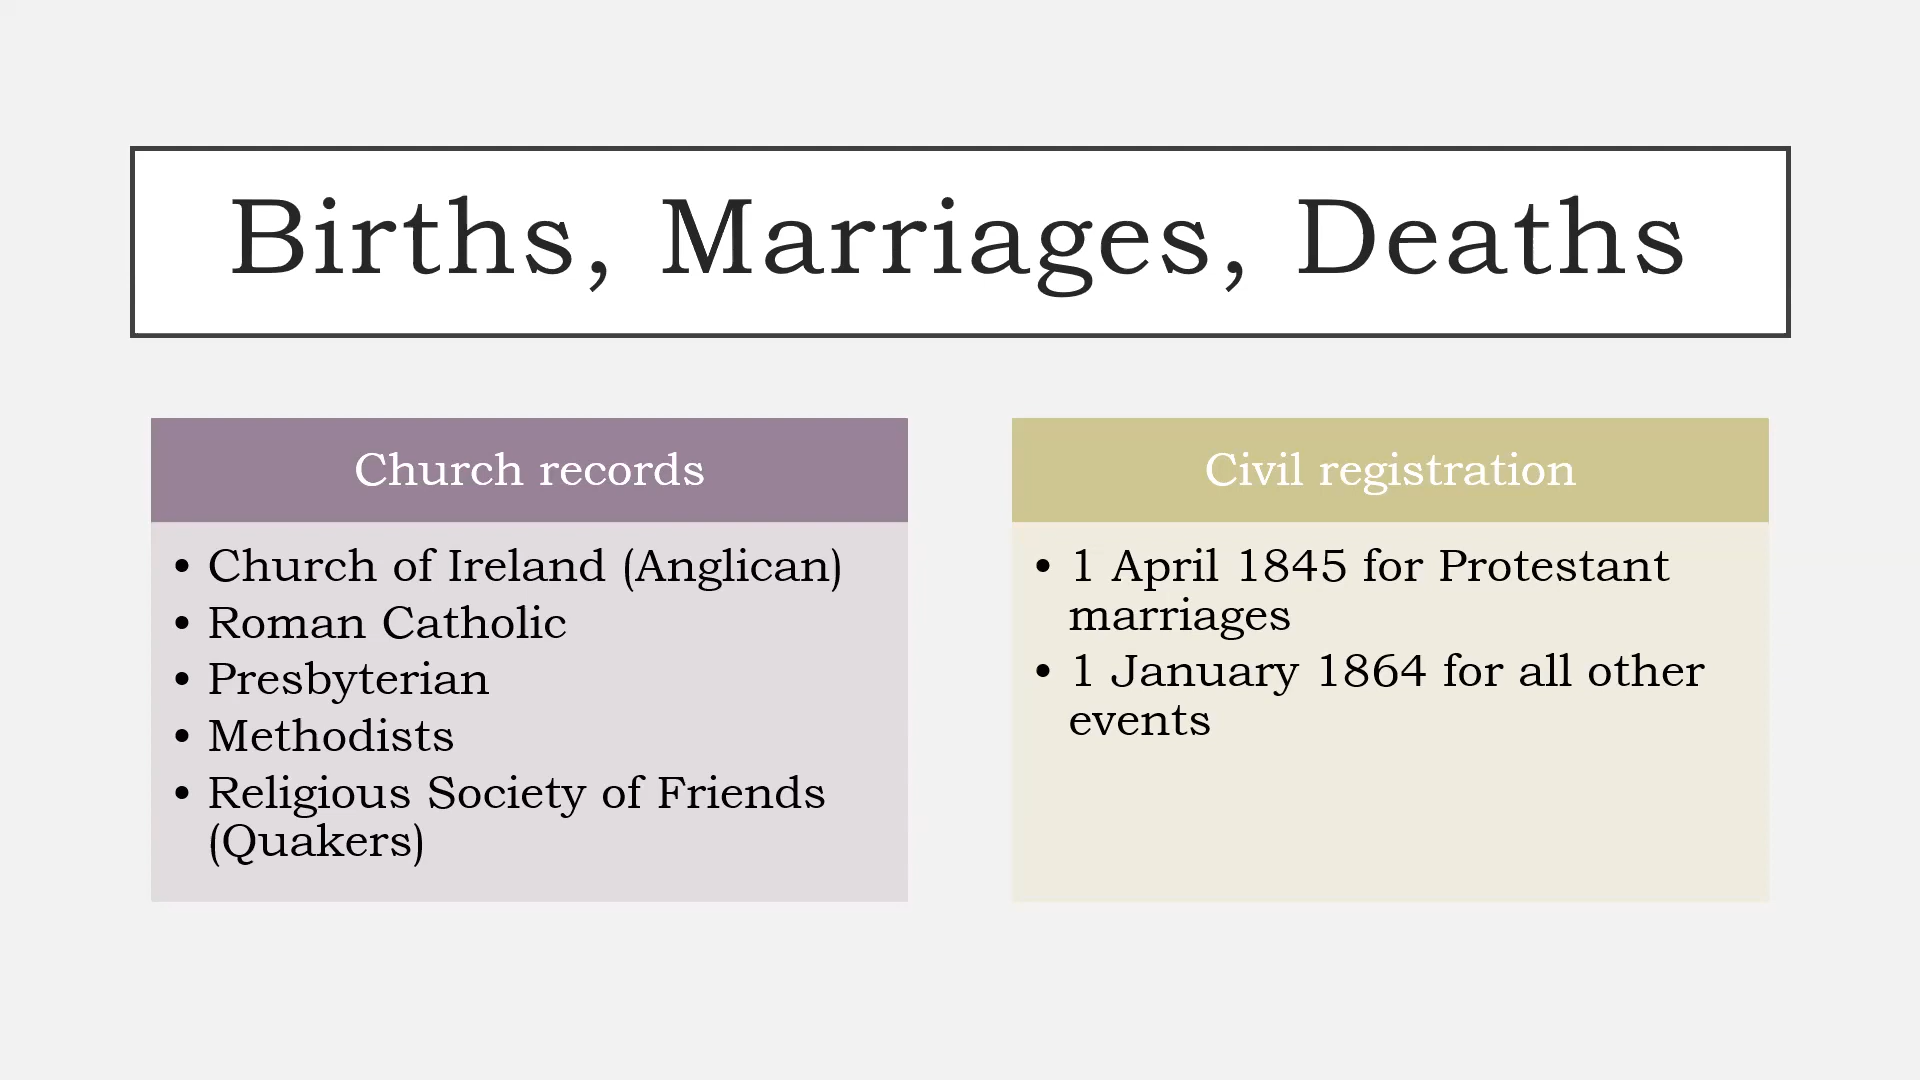 Births, Marriages, Deaths
Church records
• Church of Ireland (Anglican)
• Roman Catholic
• Presbyterian
• Methodists
• Religious Society of Friends
(Quakers)
Civil registration
• 1 April 1845 for Protestant
marriages
• 1 January 1864 for all other
events